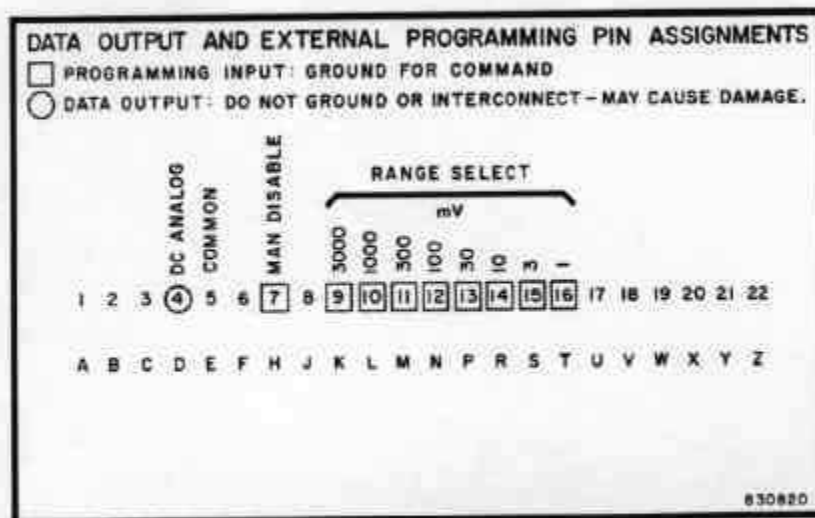 DATA OUTPUT AND EXTERNAL PROGRAMMING PIN ASSIGNMENTS
PROGRAMMING INPUT: GROUND FOR COMMAND
DATA OUTPUT: DO NOT GROUND OR INTERCONNECT-MAY CAUSE DAMAGE.
DC ANALOG
COMMON
MAN DISABLE
RANGE SELECT
mV
3000 1000 300 100 30 10 3 1
1 2 3 4 5 6 7 8 9 10 11 12 13 14 15 16 17 18 19 20 21 22
A B C D E F H J K L M N P R S T U V W X Y Z
830820